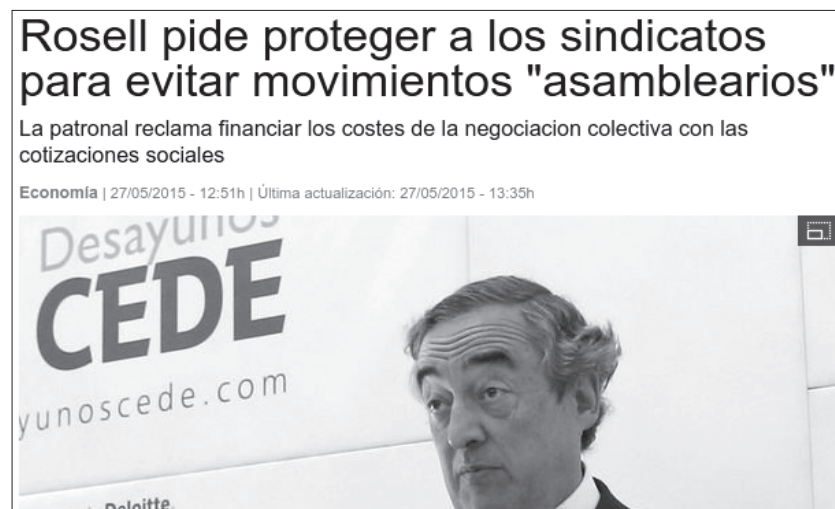 Rosell pide proteger a los sindicatos
para evitar movimientos "asamblearios"
La patronal reclama financiar los costes de la negociacion colectiva con las
cotizaciones sociales
Economía | 27/05/2015 - 12:51h | Última actualización: 27/05/2015 - 13:35h
Desayunos
CEDE
yunoscede.com
Deloitte.